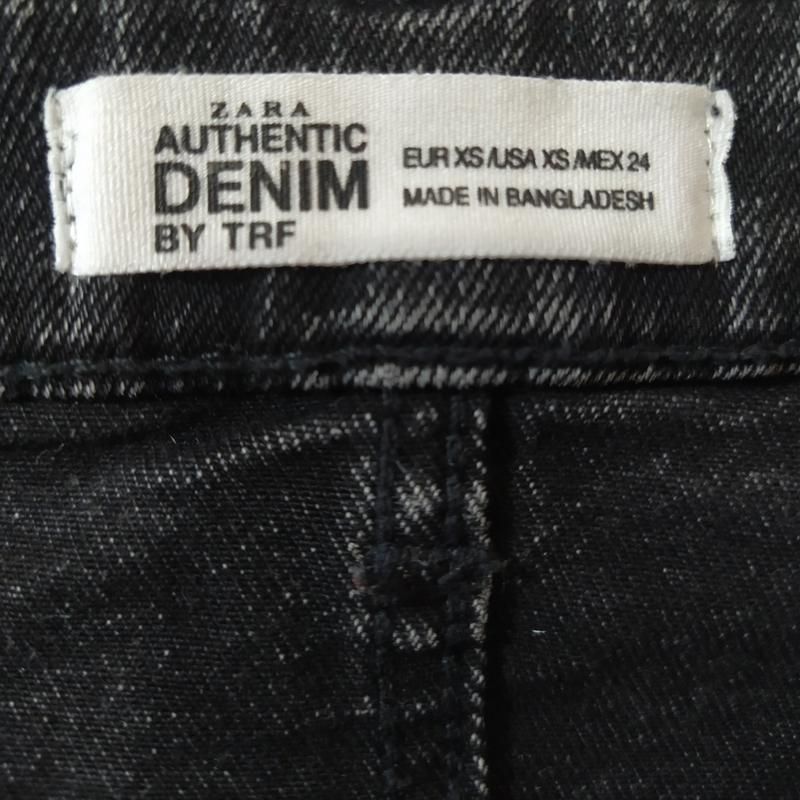 ZARA
AUTHENTIC
DENIM
BY TRF
EUR XS/USA XS/MEX 24
MADE IN BANGLADESH